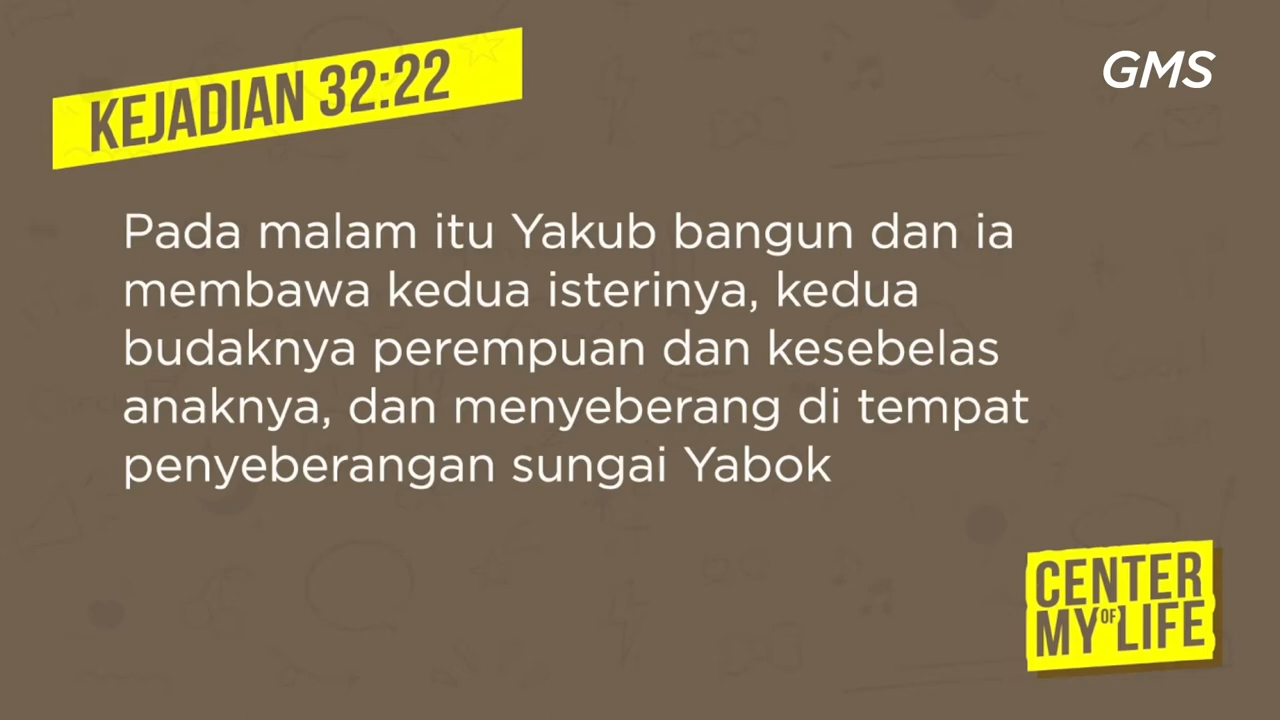 KEJADIAN 32:22
GMS
Pada malam itu Yakub bangun dan ia
membawa kedua isterinya, kedua
budaknya perempuan dan kesebelas
anaknya, dan menyeberang di tempat
penyeberangan sungai Yabok
CENTER
MY OF LIFE